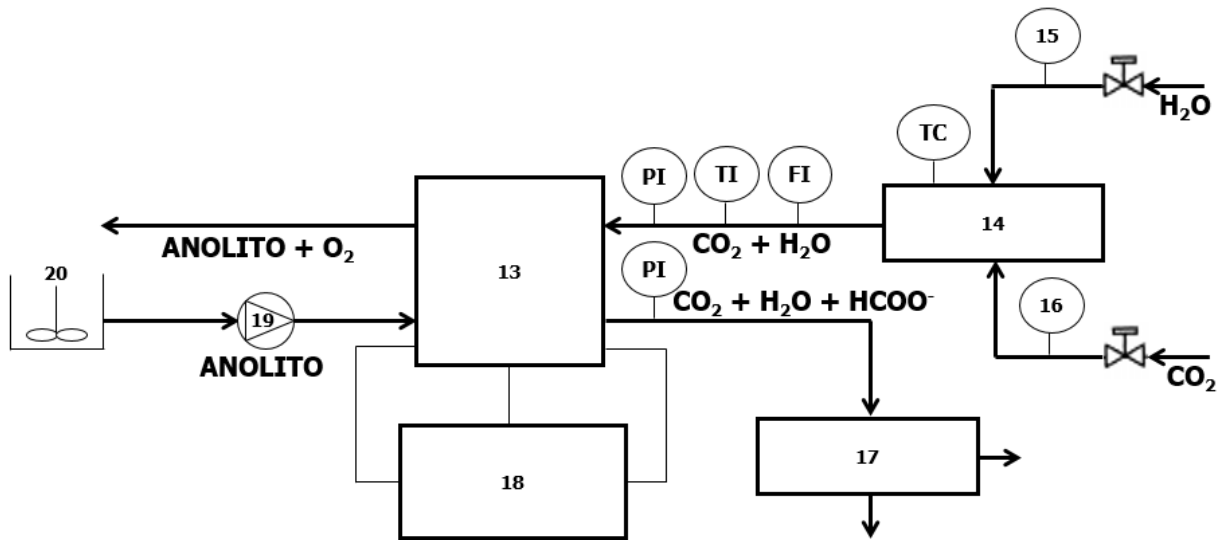 15
H₂O
TC
PI
TI
FI
14
ANOLITO + O₂
CO₂ + H₂O
13
PI
20
CO₂ + H₂O + HCOO⁻
16
19
ANOLITO
CO₂
17
18